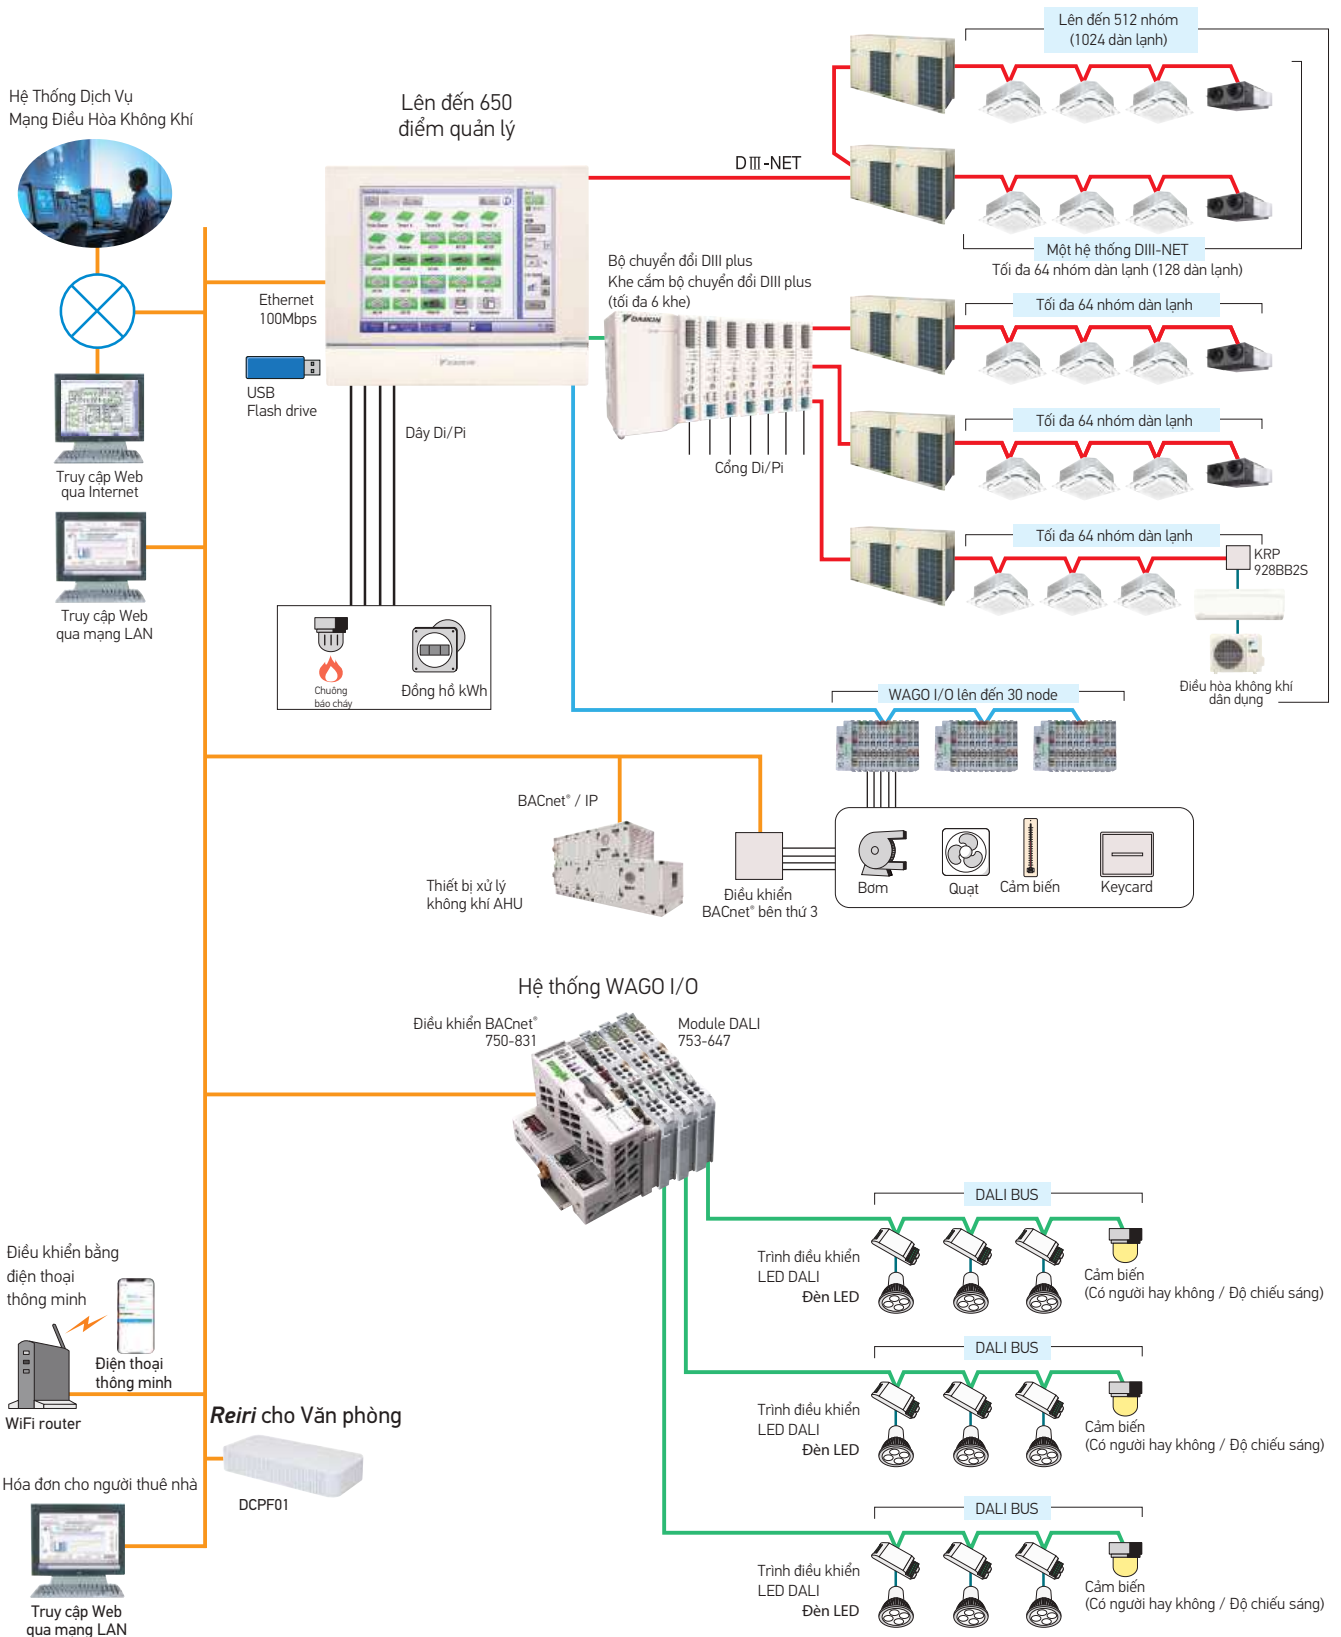 Lên đến 512 nhóm
(1024 dàn lạnh)
Hệ Thống Dịch Vụ
Mạng Điều Hòa Không Khí
Lên đến 650
điểm quản lý
DIII-NET
Một hệ thống DIII-NET
Tối đa 64 nhóm dàn lạnh (128 dàn lạnh)
Bộ chuyển đổi DIII plus
Khe cắm bộ chuyển đổi DIII plus
(tối đa 6 khe)
Ethernet
100Mbps
DAIKIN
Tối đa 64 nhóm dàn lạnh
DAIKIN
USB
Flash drive
Dây Di/Pi
Tối đa 64 nhóm dàn lạnh
Cổng Di/Pi
Truy cập Web
qua Internet
Tối đa 64 nhóm dàn lạnh
KRP
928BB2S
Truy cập Web
qua mạng LAN
Chuông
báo cháy
Đồng hồ kWh
Điều hòa không khí
dân dụng
WAGO I/O lên đến 30 node
BACnet® / IP
Thiết bị xử lý
không khí AHU
Điều khiển
BACnet® bên thứ 3
Bơm
Quạt
Cảm biến
Keycard
Hệ thống WAGO I/O
Điều khiển BACnet®
750-831
Module DALI
753-647
DALI BUS
Trình điều khiển
LED DALI
Đèn LED
Cảm biến
(Có người hay không / Độ chiếu sáng)
Điều khiển bằng
điện thoại
thông minh
Điện thoại
thông minh
WiFi router
DALI BUS
Trình điều khiển
LED DALI
Đèn LED
Cảm biến
(Có người hay không / Độ chiếu sáng)
Reiri cho Văn phòng
DCPF01
Hóa đơn cho người thuê nhà
Truy cập Web
qua mạng LAN
DALI BUS
Trình điều khiển
LED DALI
Đèn LED
Cảm biến
(Có người hay không / Độ chiếu sáng)